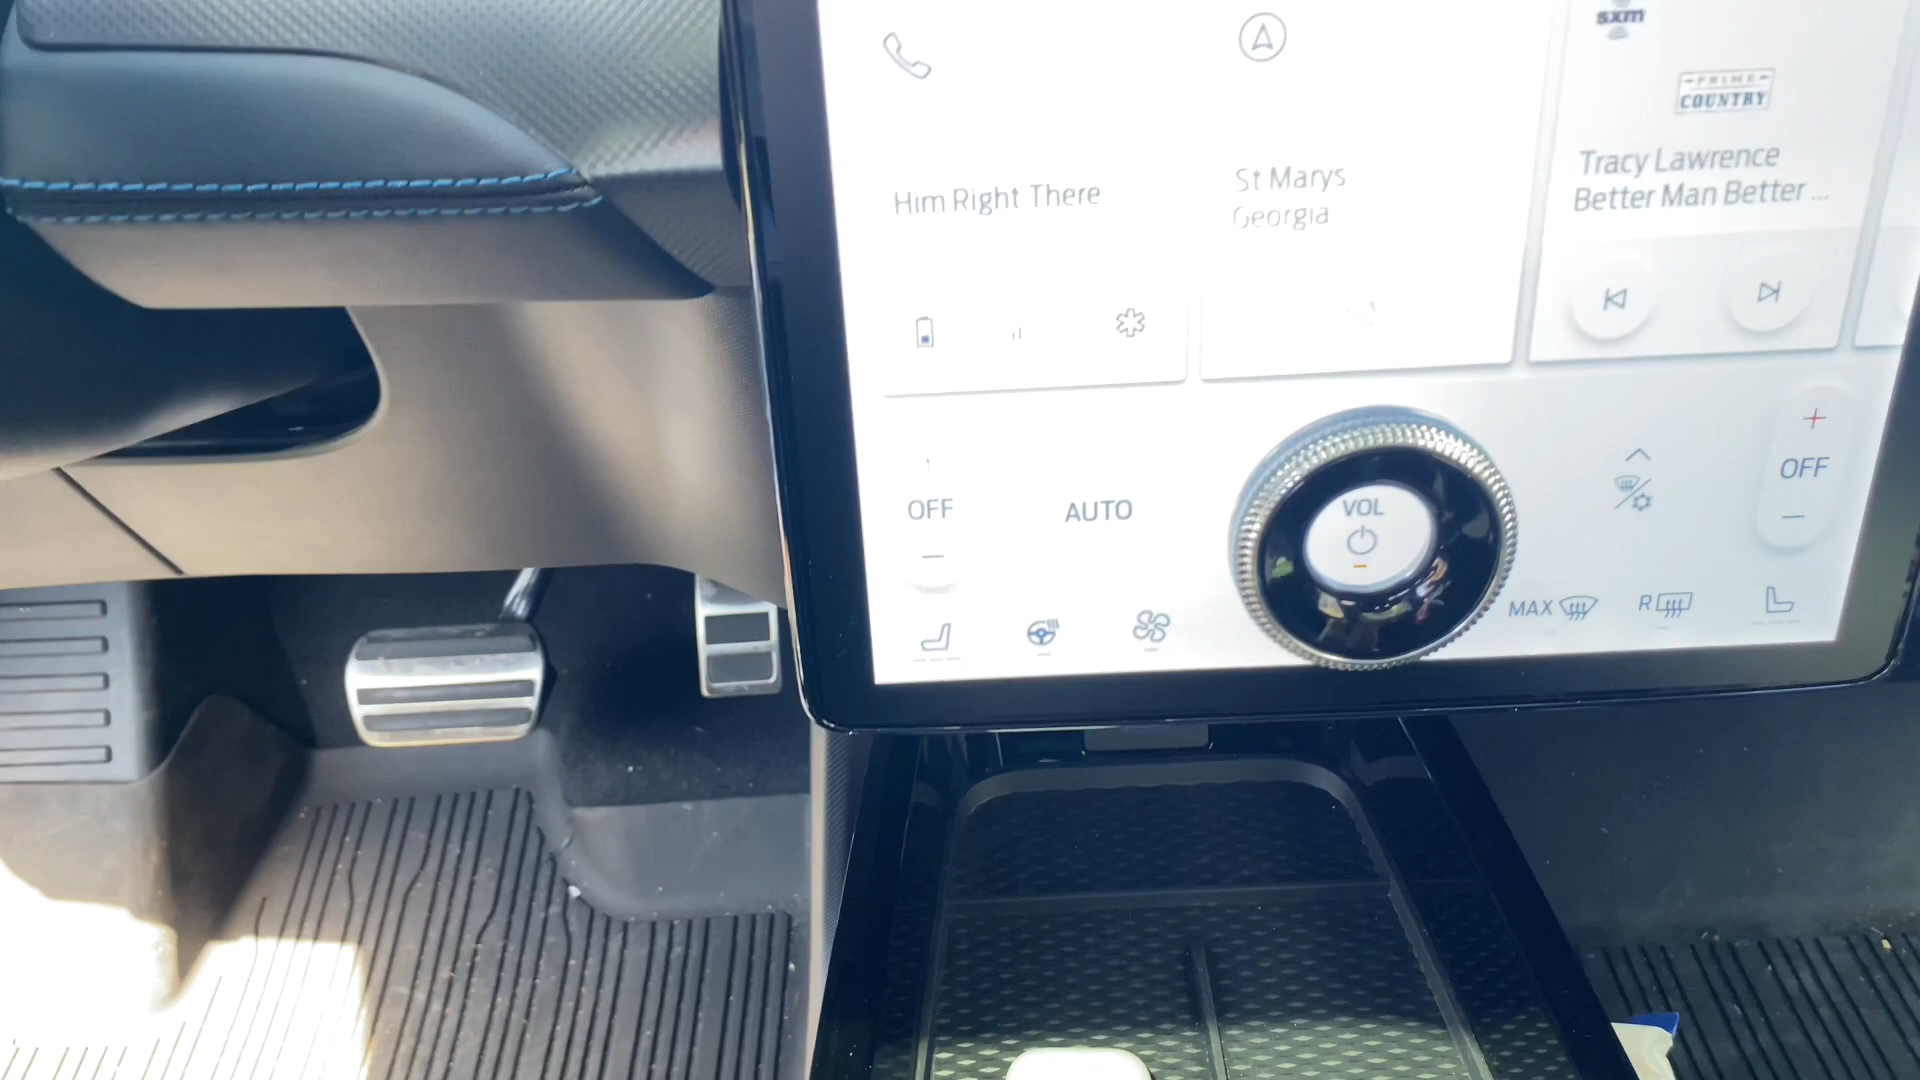 sxm
PRIME
COUNTRY
Tracy Lawrence
Better Man Better ...
Him Right There
St Marys
Georgia
OFF
AUTO
VOL
OFF
MAX
R